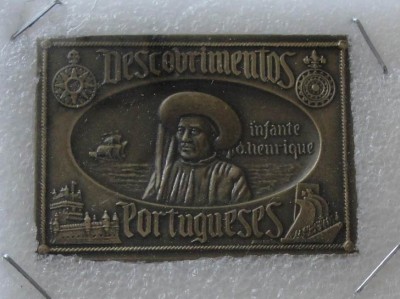 Descobrimentos
infante
d.henrique
Portugueses